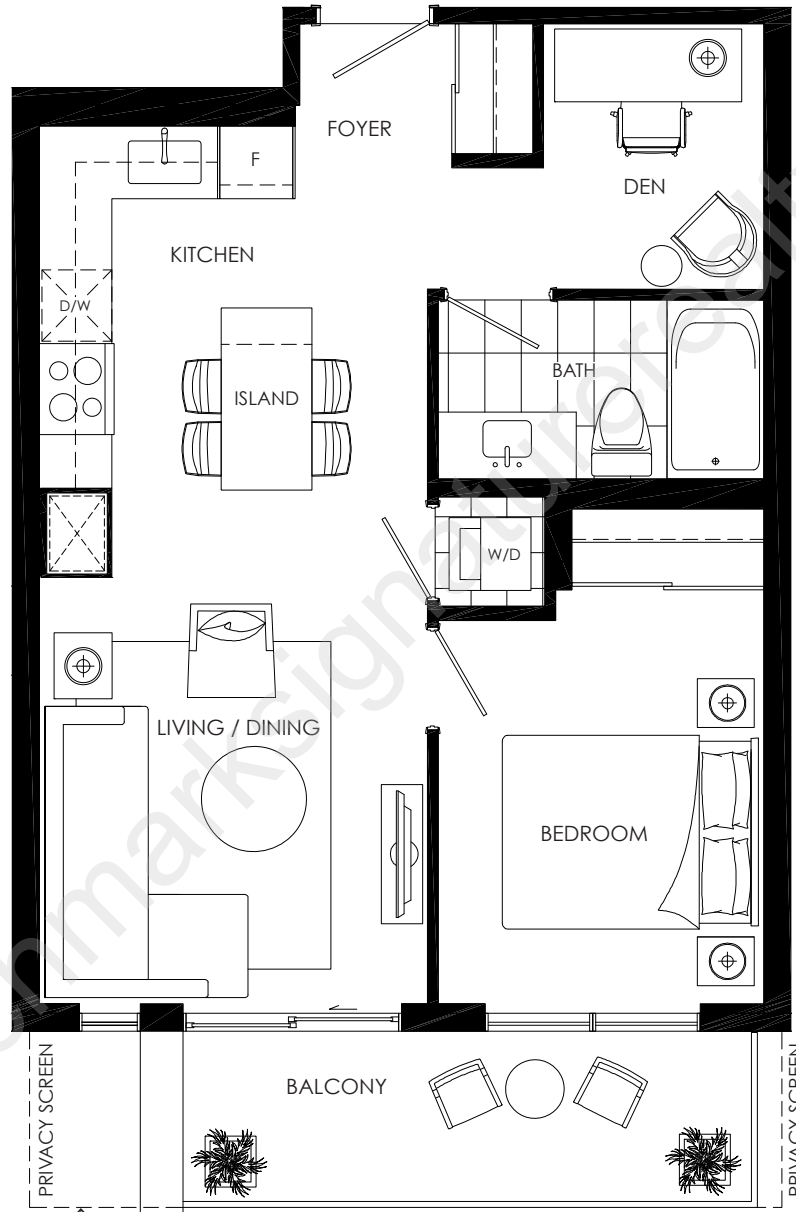 FOYER
F
DEN
KITCHEN
D/W
BATH
ISLAND
W/D
LIVING / DINING
BEDROOM
BALCONY
PRIVACY SCREEN
PRIVACY SCREEN